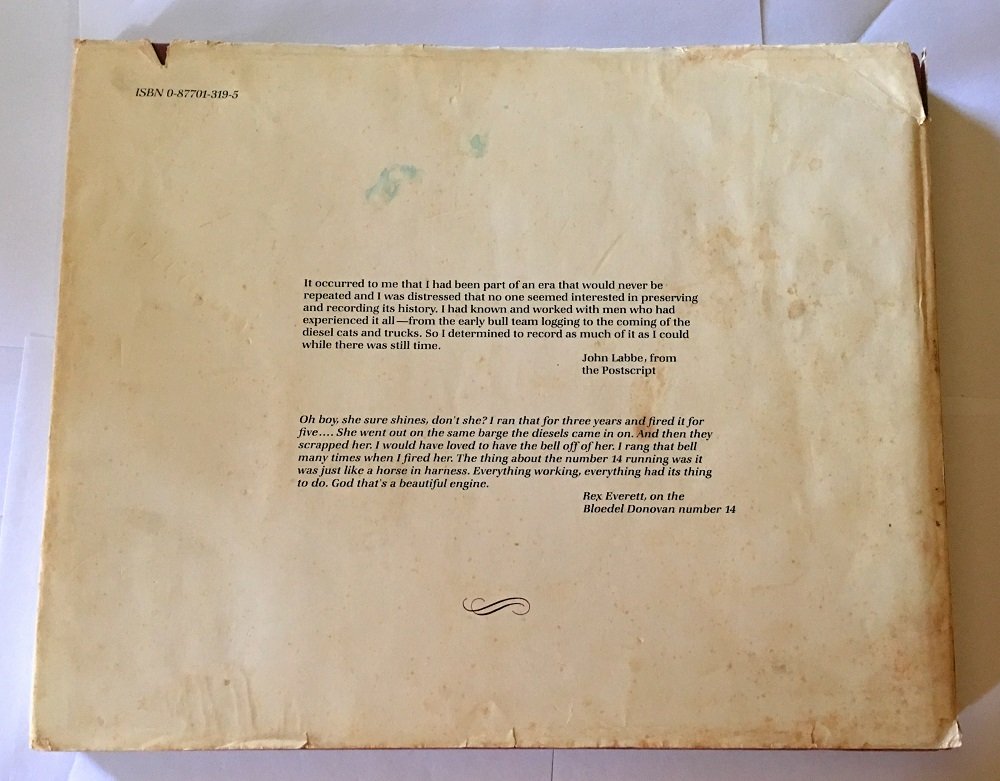 ISBN 0-87701-319-5
It occurred to me that I had been part of an era that would never be
repeated and I was distressed that no one seemed interested in preserving
and recording its history. I had known and worked with men who had
experienced it all—from the early bull team logging to the coming of the
diesel cats and trucks. So I determined to record as much of it as I could
while there was still time.
John Labbe, from
the Postscript
Oh boy, she sure shines, don't she? I ran that for three years and fired it for
five.... She went out on the same barge the diesels came in on. And then they
scrapped her. I would have loved to have the bell off of her. I rang that bell
many times when I fired her. The thing about the number 14 running was it
was just like a horse in harness. Everything working, everything had its thing
to do. God that's a beautiful engine.
Rex Everett, on the
Bloedel Donovan number 14